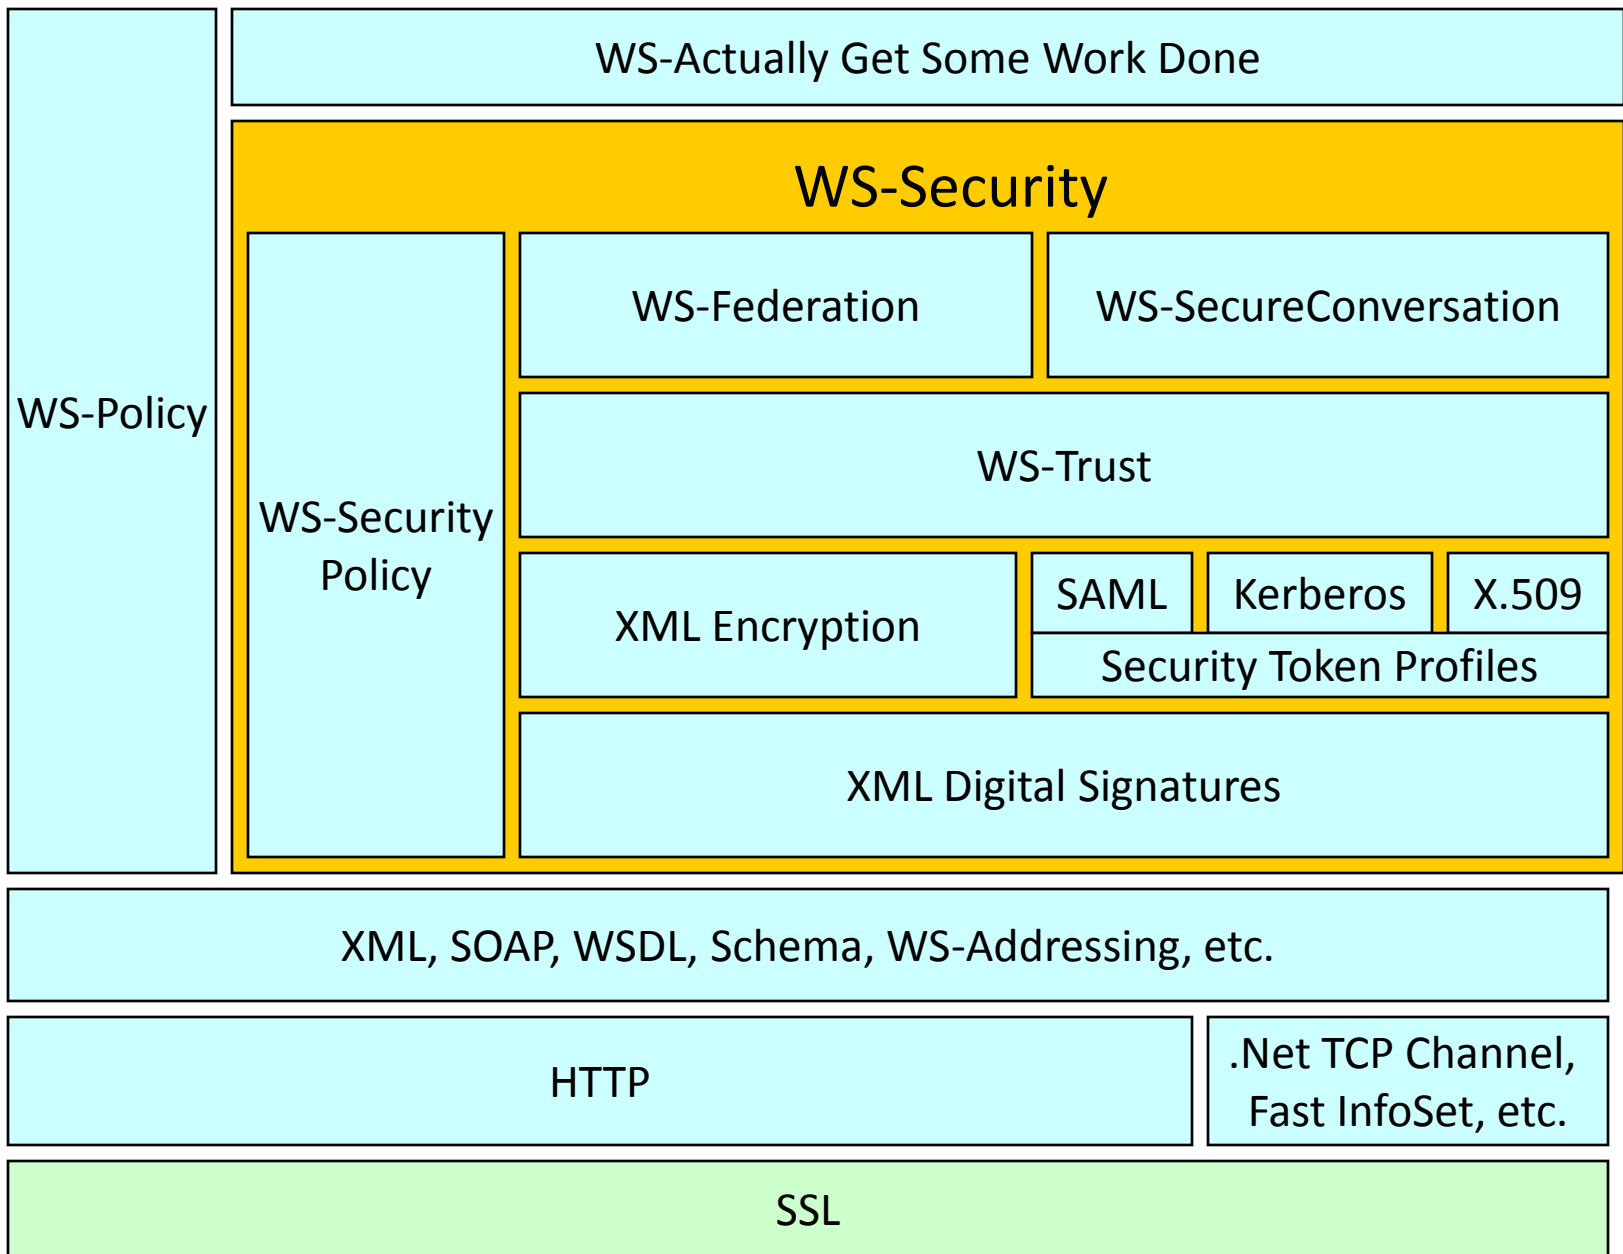 WS-Actually Get Some Work Done
WS-Security
WS-Federation
WS-SecureConversation
WS-Policy
WS-Trust
WS-Security
Policy
XML Encryption
SAML
Kerberos
X.509
Security Token Profiles
XML Digital Signatures
XML, SOAP, WSDL, Schema, WS-Addressing, etc.
HTTP
.Net TCP Channel,
Fast InfoSet, etc.
SSL